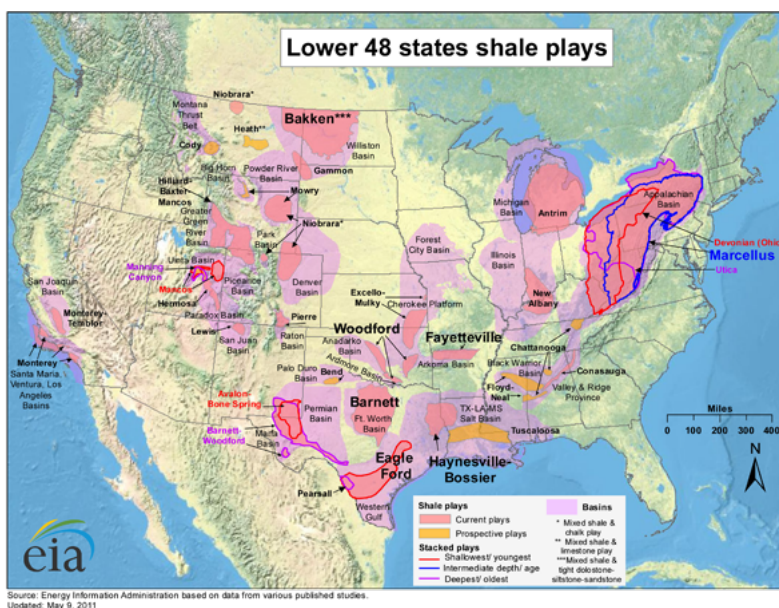 Lower 48 states shale plays
Niobrara*
Montana
Thrust
Belt
Bakken***
Heath**
Williston
Basin
Cody
Big Horn
Basin
Powder River
Basin
Gammon
Hilliard-
Baxter-
Mancos
Mowry
Greater
Green
River
Basin
Park
Basin
Niobrara*
Michigan
Basin
Antrim
Appalachian
Basin
Devonian (Ohio
Marcellus
Utica
Forest
City Basin
Illinois
Basin
Uinta Basin
Manning
Canyon
Mancos
Piceance
Basin
Denver
Basin
Hermosa
Paradox Basin
San Joaquin
Basin
Monterey-
Temblor
Excello-
Mulky
Cherokee Platform
New
Albany
Lewis
San Juan
Basin
Pierre
Raton
Basin
Woodford
Anadarko
Basin
Fayetteville
Chattanooga
Monterey
Santa Maria,
Ventura, Los
Angeles
Basins
Palo Duro
Basin
Bend
Ardmore Basin
Arkoma Basin
Black Warrior
Basin
Conasauga
Floyd-
Neal
Valley & Ridge
Province
Avalon-
Bone Spring
Permian
Basin
Barnett
Ft. Worth
Basin
TX-LA-MS
Salt Basin
Tuscaloosa
Barnett-
Woodford
Marfa
Basin
Eagle
Ford
Haynesville-
Bossier
Pearsall
Western
Gulf
Miles
0 100 200 300 400
N
Shale plays
Current plays
Prospective plays
Stacked plays
Shallowest/ youngest
Intermediate depth/ age
Deepest/ oldest
Basins
* Mixed shale &
chalk play
** Mixed shale &
limestone play
***Mixed shale &
tight dolostone-
siltstone-sandstone
eia
Source: Energy Information Administration based on data from various published studies.
Updated: May 9, 2011